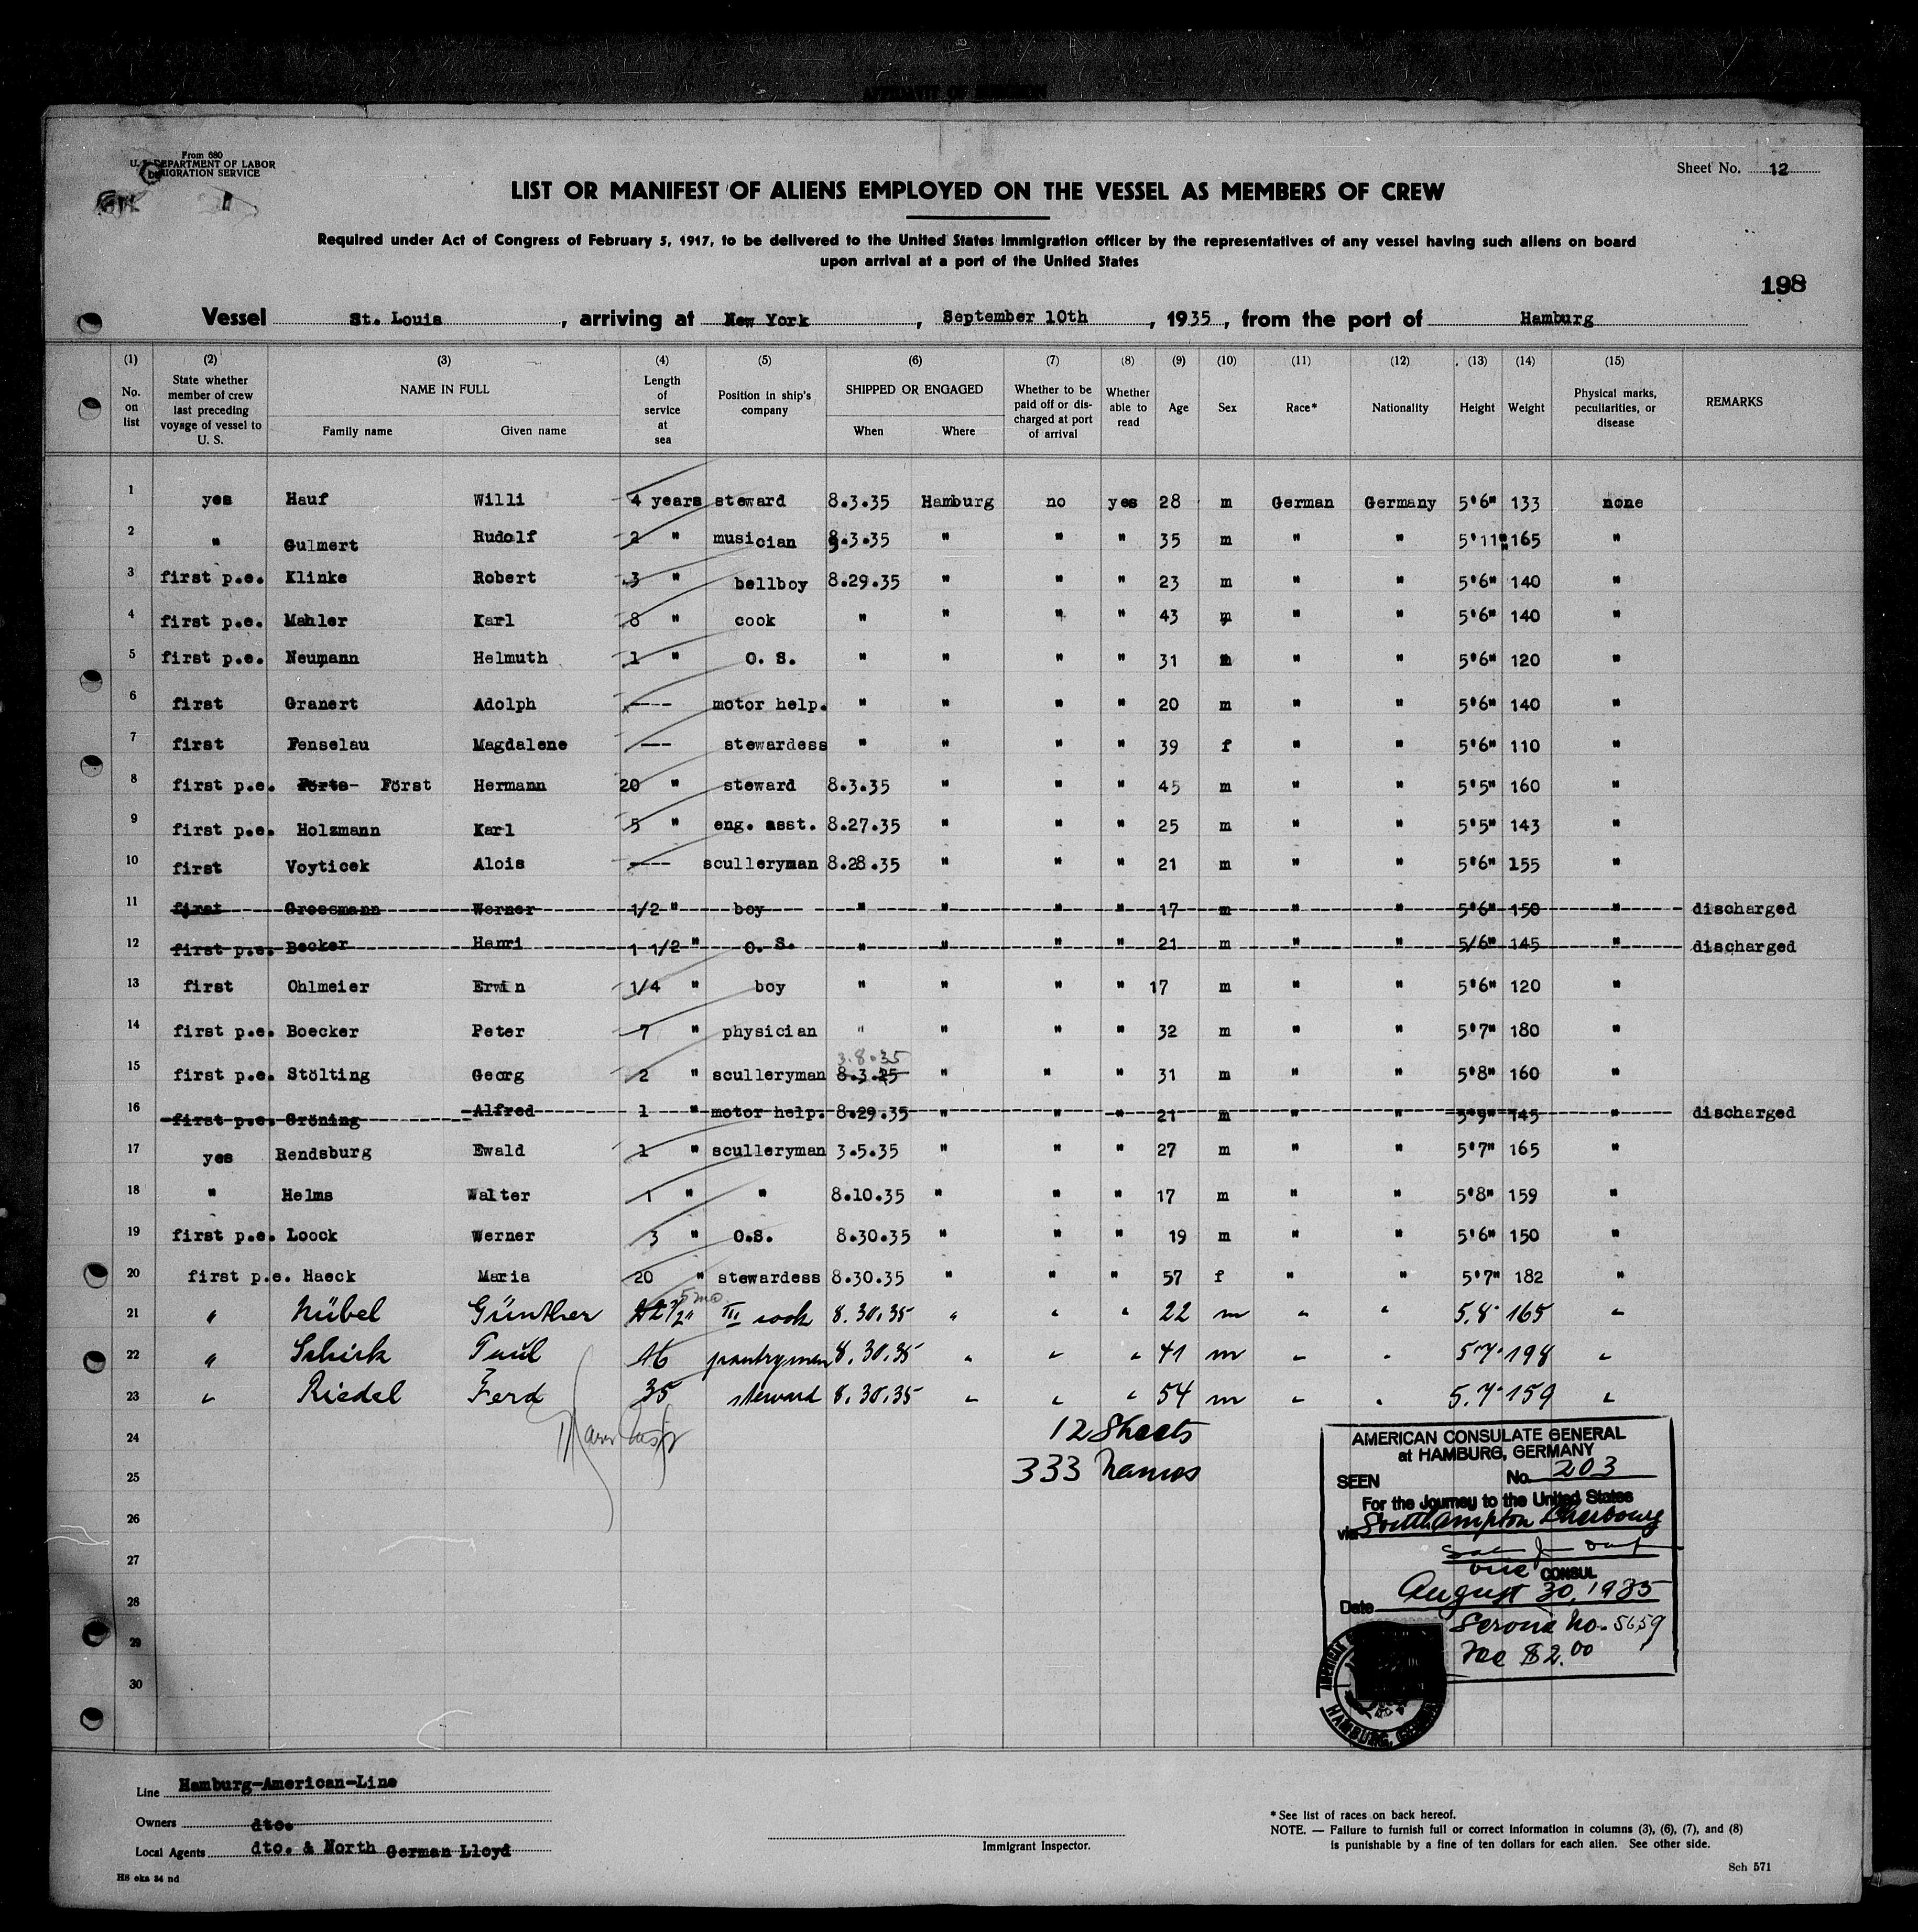 From 680
U. S. DEPARTMENT OF LABOR
IMMIGRATION SERVICE
Sheet No. 12
LIST OR MANIFEST OF ALIENS EMPLOYED ON THE VESSEL AS MEMBERS OF CREW
Required under Act of Congress of February 5, 1917, to be delivered to the United States Immigration officer by the representatives of any vessel having such aliens on board
upon arrival at a port of the United States
198
Vessel St. Louis, arriving at New York, September 10th, 1935, from the port of Hamburg
(1) (2) (3) (4) (5) (6) (7) (8) (9) (10) (11) (12) (13) (14) (15)
No. on list State whether member of crew last preceding voyage of vessel to U. S. NAME IN FULL Family name Given name Length of service at sea Position in ship's company SHIPPED OR ENGAGED When Where Whether to be paid off or discharged at port of arrival Whether able to read Age Sex Race* Nationality Height Weight Physical marks, peculiarities, or disease REMARKS
1 yes Hauf Willi 4 years steward 8.3.35 Hamburg no yes 28 m German Germany 5'6" 133 none
2 " Gulmert Rudolf 2 " musician 8.3.35 " " " 35 m " " 5'11" 165 "
3 first p.e. Klinke Robert 3 " bellboy 8.29.35 " " " 23 m " " 5'6" 140 "
4 first p.e. Mahler Karl 8 " cook " " " " 43 m " " 5'6" 140 "
5 first p.e. Neumann Helmuth 1 " O. S. " " " " 31 m " " 5'6" 120 "
6 first Granert Adolph ---- motor help. " " " " 20 m " " 5'6" 140 "
7 first Fenselau Magdalene --- stewardess " " " " 39 f " " 5'6" 110 "
8 first p.e. Förts- Först Hermann 20 " steward 8.3.35 " " " 45 m " " 5'5" 160 "
9 first p.e. Holzmann Karl 5 " eng. asst. 8.27.35 " " " 25 m " " 5'5" 143 "
10 first Voyticek Alois ---- sculleryman 8.28.35 " " " 21 m " " 5'6" 155 "
11 first Grossmann Werner 1/2 " boy " " " " 17 m " " 5'6" 150 " discharged
12 first p.e. Becker Henri 1 1/2 " O. S. " " " " 21 m " " 5/6" 145 " discharged
13 first Ohlmeier Erwin 1/4 " boy " " " " 17 m " " 5'6" 120 "
14 first p.e. Boecker Peter 7 " physician " " " " 32 m " " 5'7" 180 "
3.8.35
15 first p.e. Stölting Georg 2 " sculleryman 8.3.25 " " " 31 m " " 5'8" 160 "
16 first p.e. Gröning Alfred 1 " motor help. 8.29.35 " " " 21 m " " 5'9" 145 " discharged
17 yes Rendsburg Ewald 1 " sculleryman 3.5.35 " " " 27 m " " 5'7" 165 "
18 " Helms Walter 1 " " 8.10.35 " " " 17 m " " 5'8" 159 "
19 first p.e. Loock Werner 3 " O.S. 8.30.35 " " " 19 m " " 5'6" 150 "
20 first p.e. Haeck Maria 20 " stewardess 8.30.35 " " " 57 f " " 5'7" 182 "
5 mo.
21 " Nübel Günther III cook 8.30.35 " " " 22 m " " 5.8" 165 "
22 " Schirk Paul 16 pantryman 8.30.35 " " " 41 m " " 5.7" 198 "
23 " Riedel Ferd 35 steward 8.30.35 " " " 54 m " " 5.7" 159 "
24
25
26
27
28
29
30
12 Sheets
333 Names
AMERICAN CONSULATE GENERAL
at HAMBURG, GERMANY
SEEN No. 203
For the Journey to the United States
via Southampton Cherbourg
vice CONSUL
Date August 30, 1935
Service No. 5659
Fee $2.00
HAMBURG, GERMANY
Line Hamburg-American-Line
Owners dto.
Local Agents dto. & North German Lloyd
HB eka 34 nd
Immigrant Inspector.
* See list of races on back hereof.
NOTE. — Failure to furnish full or correct information in columns (3), (6), (7), and (8)
is punishable by a fine of ten dollars for each alien. See other side.
Sch 571